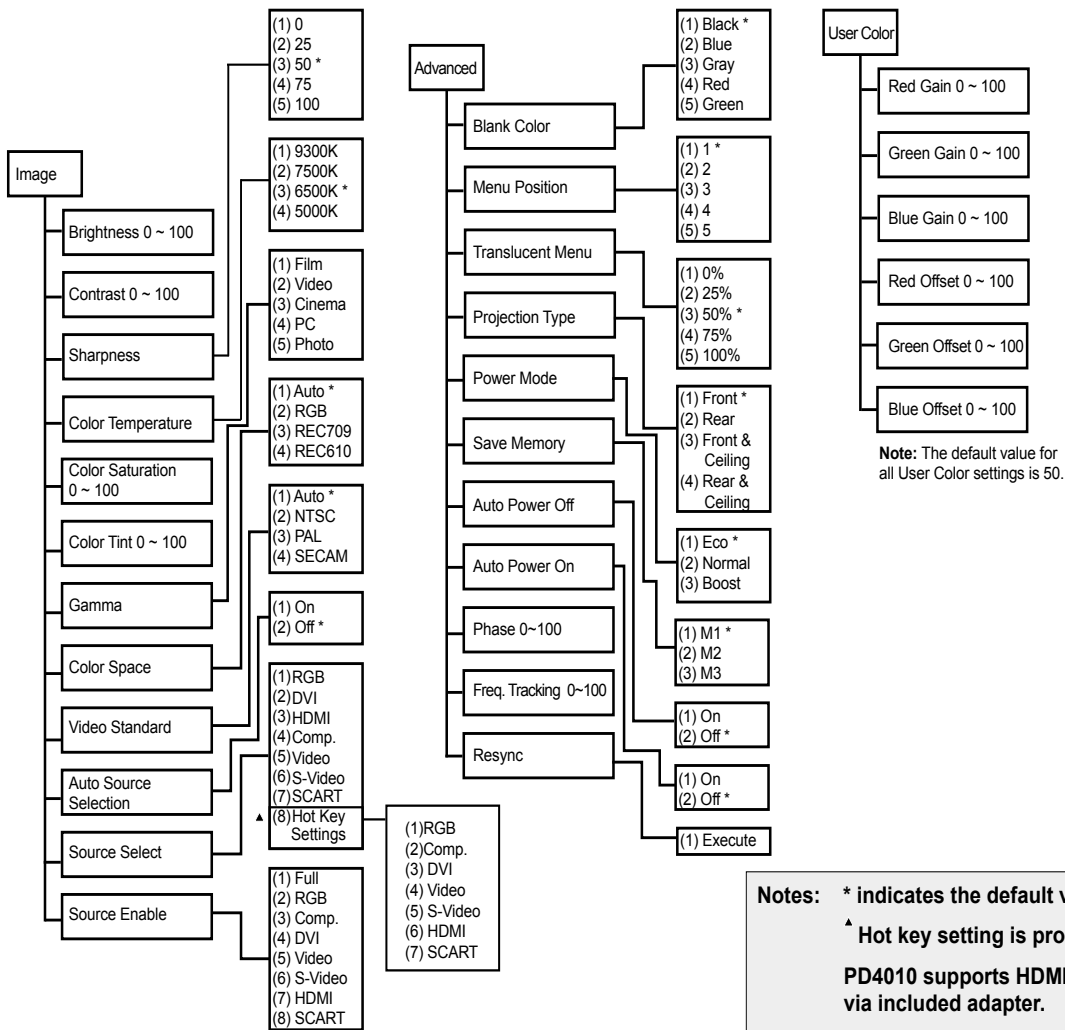 Image
Brightness 0 ~ 100
Contrast 0 ~ 100
Sharpness
Color Temperature
Color Saturation
0 ~ 100
Color Tint 0 ~ 100
Gamma
Color Space
Video Standard
Auto Source
Selection
Source Select
Source Enable
(1) 0
(2) 25
(3) 50 *
(4) 75
(5) 100
(1) 9300K
(2) 7500K
(3) 6500K *
(4) 5000K
(1) Film
(2) Video
(3) Cinema
(4) PC
(5) Photo
(1) Auto *
(2) RGB
(3) REC709
(4) REC610
(1) Auto *
(2) NTSC
(3) PAL
(4) SECAM
(1) On
(2) Off *
(1)RGB
(2)DVI
(3)HDMI
(4)Comp.
(5)Video
(6)S-Video
(7)SCART
▲ (8)Hot Key
Settings
(1) Full
(2) RGB
(3) Comp.
(4) DVI
(5) Video
(6) S-Video
(7) HDMI
(8) SCART
(1)RGB
(2)Comp.
(3) DVI
(4) Video
(5) S-Video
(6) HDMI
(7) SCART
Advanced
Blank Color
Menu Position
Translucent Menu
Projection Type
Power Mode
Save Memory
Auto Power Off
Auto Power On
Phase 0~100
Freq. Tracking 0~100
Resync
(1) Black *
(2) Blue
(3) Gray
(4) Red
(5) Green
(1) 1 *
(2) 2
(3) 3
(4) 4
(5) 5
(1) 0%
(2) 25%
(3) 50% *
(4) 75%
(5) 100%
(1) Front *
(2) Rear
(3) Front &
Ceiling
(4) Rear &
Ceiling
(1) Eco *
(2) Normal
(3) Boost
(1) M1 *
(2) M2
(3) M3
(1) On
(2) Off *
(1) On
(2) Off *
(1) Execute
User Color
Red Gain 0 ~ 100
Green Gain 0 ~ 100
Blue Gain 0 ~ 100
Red Offset 0 ~ 100
Green Offset 0 ~ 100
Blue Offset 0 ~ 100
Note: The default value for
all User Color settings is 50.
Notes: * indicates the default
▲ Hot key setting is
PD4010 supports HDMI
via included adapter.